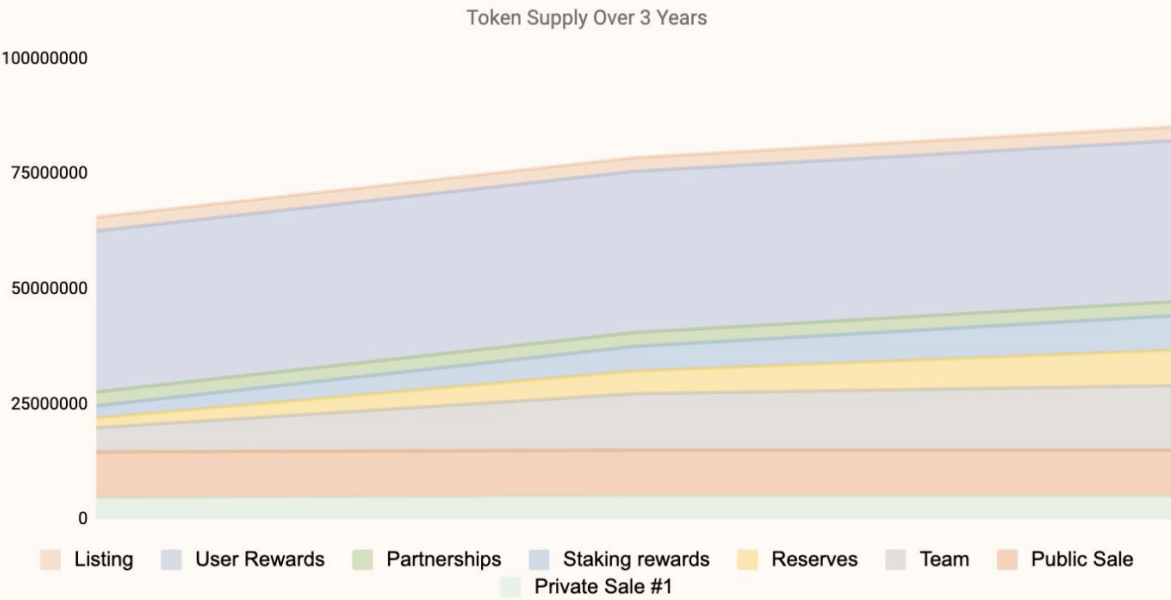 Token Supply Over 3 Years
100000000
75000000
50000000
25000000
0
Listing User Rewards Partnerships Staking rewards Reserves Team Public Sale
Private Sale #1